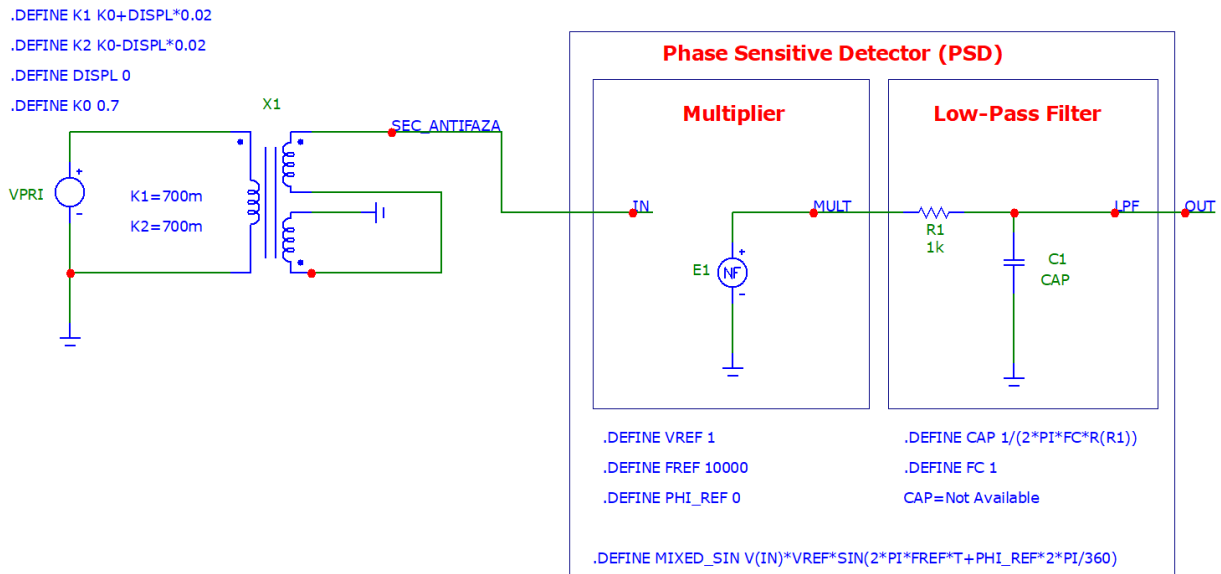 .DEFINE K1 K0+DISPL*0.02
.DEFINE K2 K0-DISPL*0.02
.DEFINE DISPL 0
.DEFINE K0 0.7
X1
SEC_ANTIFAZA
VPRI
+
-
K1=700m
K2=700m
Phase Sensitive Detector (PSD)
Multiplier
Low-Pass Filter
IN
MULT
LPF
OUT
R1
1k
E1
+
NF
-
C1
CAP
.DEFINE VREF 1
.DEFINE FREF 10000
.DEFINE PHI_REF 0
.DEFINE CAP 1/(2*PI*FC*R(R1))
.DEFINE FC 1
CAP=Not Available
.DEFINE MIXED_SIN V(IN)*VREF*SIN(2*PI*FREF*T+PHI_REF*2*PI/360)